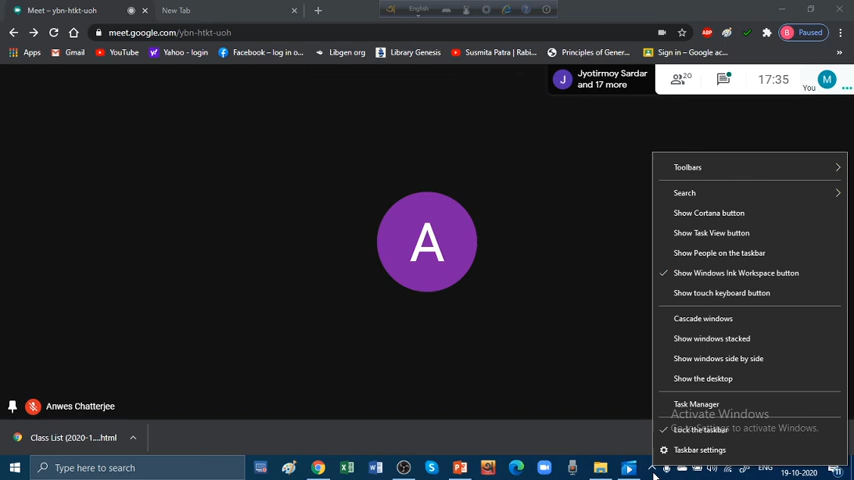 Meet – ybn-htkt-uoh
New Tab
English
meet.google.com/ybn-htkt-uoh
ABP
B Paused
Apps
Gmail
YouTube
Yahoo - login
Facebook – log in o...
Libgen org
Library Genesis
Susmita Patra | Rabi...
Principles of Gener...
Sign in – Google ac...
»
J Jyotirmoy Sardar
and 17 more
20
17:35
You
M
A
Toolbars
Search
Show Cortana button
Show Task View button
Show People on the taskbar
Show Windows Ink Workspace button
Show touch keyboard button
Cascade windows
Show windows stacked
Show windows side by side
Show the desktop
Task Manager
Activate Windows
Go to Settings to activate Windows.
Lock the taskbar
Taskbar settings
Anwes Chatterjee
Class List (2020-1....html
Type here to search
ENG
19-10-2020
11